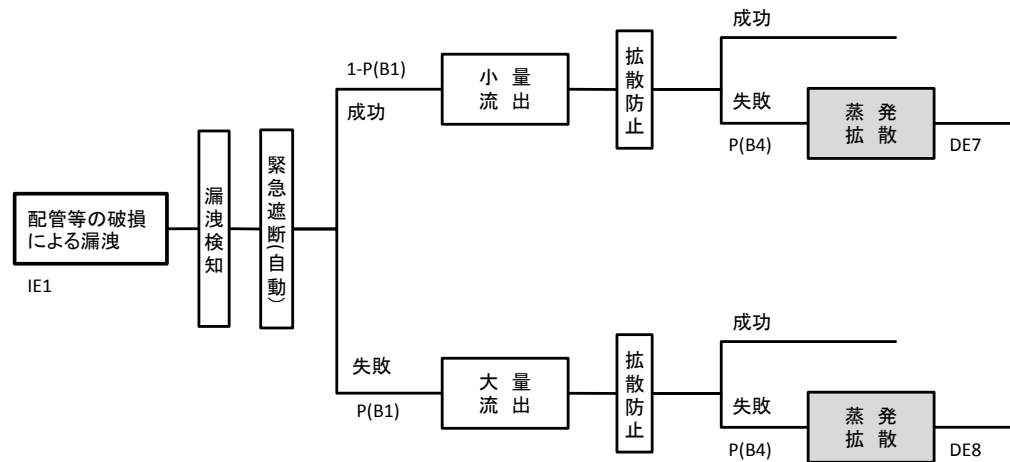 配管等の破損
による漏洩
IE1
漏洩検知
緊急遮断(自動)
1-P(B1)
成功
小量
流出
拡散防止
成功
失敗
P(B4)
蒸発
拡散
DE7
失敗
P(B1)
大量
流出
拡散防止
成功
失敗
P(B4)
蒸発
拡散
DE8